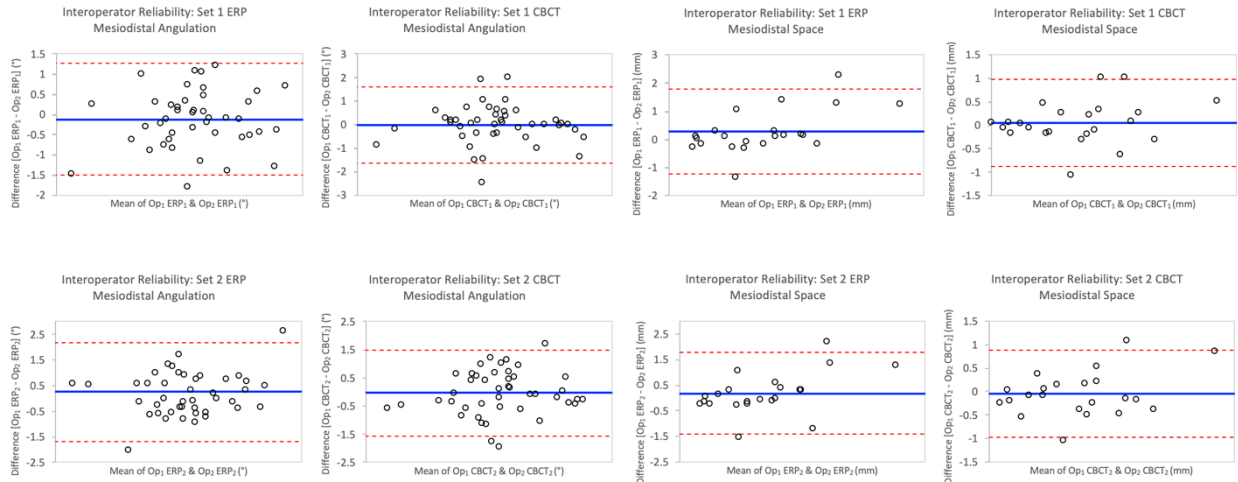 Interoperator Reliability: Set 1 ERP
Mesiodistal Angulation
Difference [Op₁ ERP₁ - Op₂ ERP₁] (°)
1.5
1
0.5
0
-0.5
-1
-1.5
-2
Mean of Op₁ ERP₁ & Op₂ ERP₁ (°)
Interoperator Reliability: Set 1 CBCT
Mesiodistal Angulation
Difference [Op₁ CBCT₁ - Op₂ CBCT₁] (°)
3
2
1
0
-1
-2
-3
Mean of Op₁ CBCT₁ & Op₂ CBCT₁ (°)
Interoperator Reliability: Set 1 ERP
Mesiodistal Space
Difference [Op₁ ERP₁ - Op₂ ERP₁] (mm)
3
2
1
0
-1
-2
Mean of Op₁ ERP₁ & Op₂ ERP₁ (mm)
Interoperator Reliability: Set 1 CBCT
Mesiodistal Space
Difference [Op₁ CBCT₁ - Op₂ CBCT₁] (mm)
1.5
1
0.5
0
-0.5
-1
-1.5
Mean of Op₁ CBCT₁ & Op₂ CBCT₁ (mm)
Interoperator Reliability: Set 2 ERP
Mesiodistal Angulation
Difference [Op₁ ERP₂ - Op₂ ERP₂] (°)
2.5
1.5
0.5
-0.5
-1.5
-2.5
Mean of Op₁ ERP₂ & Op₂ ERP₂ (°)
Interoperator Reliability: Set 2 CBCT
Mesiodistal Angulation
Difference [Op₁ CBCT₂ - Op₂ CBCT₂] (°)
2.5
1.5
0.5
-0.5
-1.5
-2.5
Mean of Op₁ CBCT₂ & Op₂ CBCT₂ (°)
Interoperator Reliability: Set 2 ERP
Mesiodistal Space
Difference [Op₁ ERP₂ - Op₂ ERP₂] (mm)
2.5
1.5
0.5
-0.5
-1.5
-2.5
Mean of Op₁ ERP₂ & Op₂ ERP₂ (mm)
Interoperator Reliability: Set 2 CBCT
Mesiodistal Space
Difference [Op₁ CBCT₂ - Op₂ CBCT₂] (mm)
1.5
1
0.5
0
-0.5
-1
-1.5
Mean of Op₁ CBCT₂ & Op₂ CBCT₂ (mm)